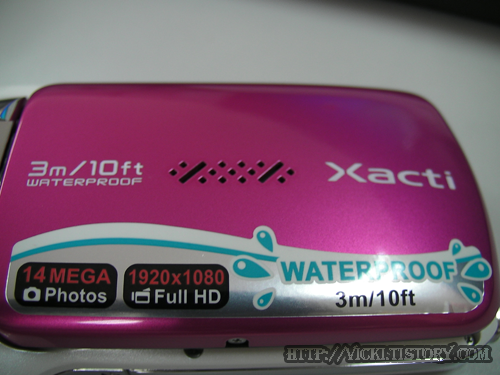 3m/10ft
WATERPROOF
Xacti
14 MEGA
Photos
1920x1080
Full HD
WATERPROOF
3m/10ft
HTTP://VICKI.TISTORY.COM